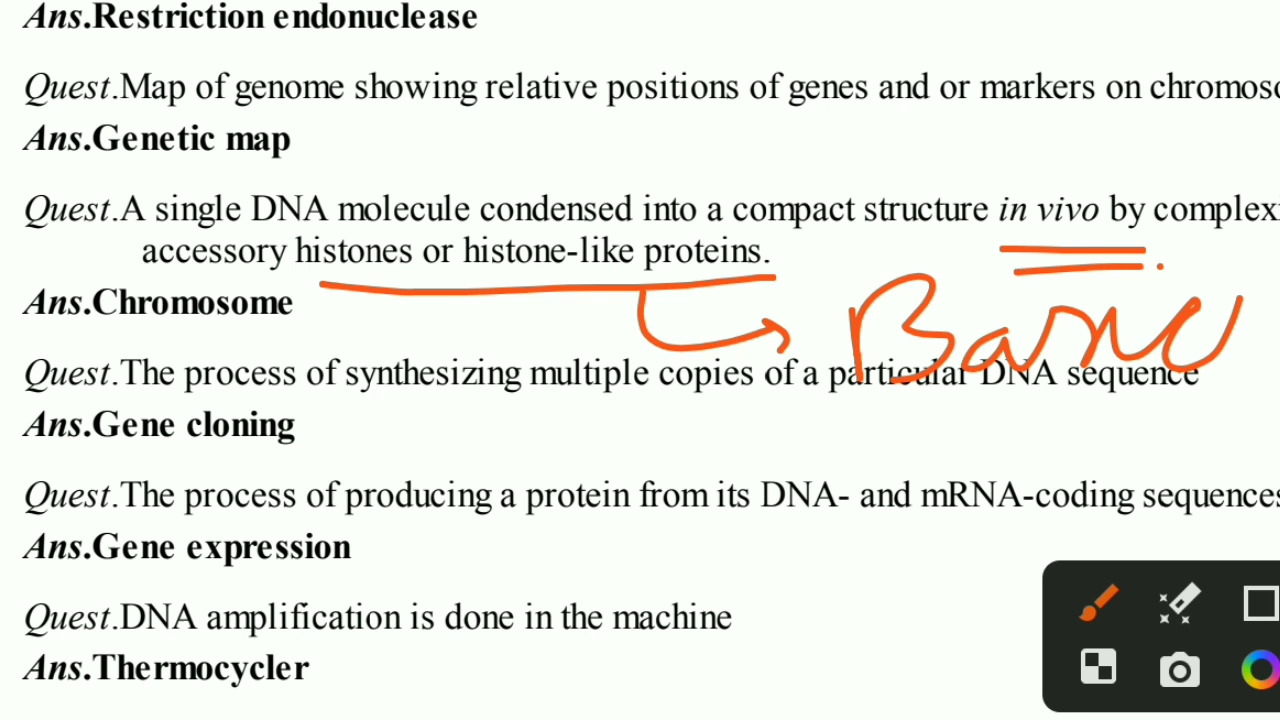 Ans.Restriction endonuclease
Quest.Map of genome showing relative positions of genes and or markers on chromoso
Ans.Genetic map
Quest.A single DNA molecule condensed into a compact structure in vivo by complexi
accessory histones or histone-like proteins.
Ans.Chromosome
Basic
Quest.The process of synthesizing multiple copies of a particular DNA sequence
Ans.Gene cloning
Quest.The process of producing a protein from its DNA- and mRNA-coding sequences
Ans.Gene expression
Quest.DNA amplification is done in the machine
Ans.Thermocycler